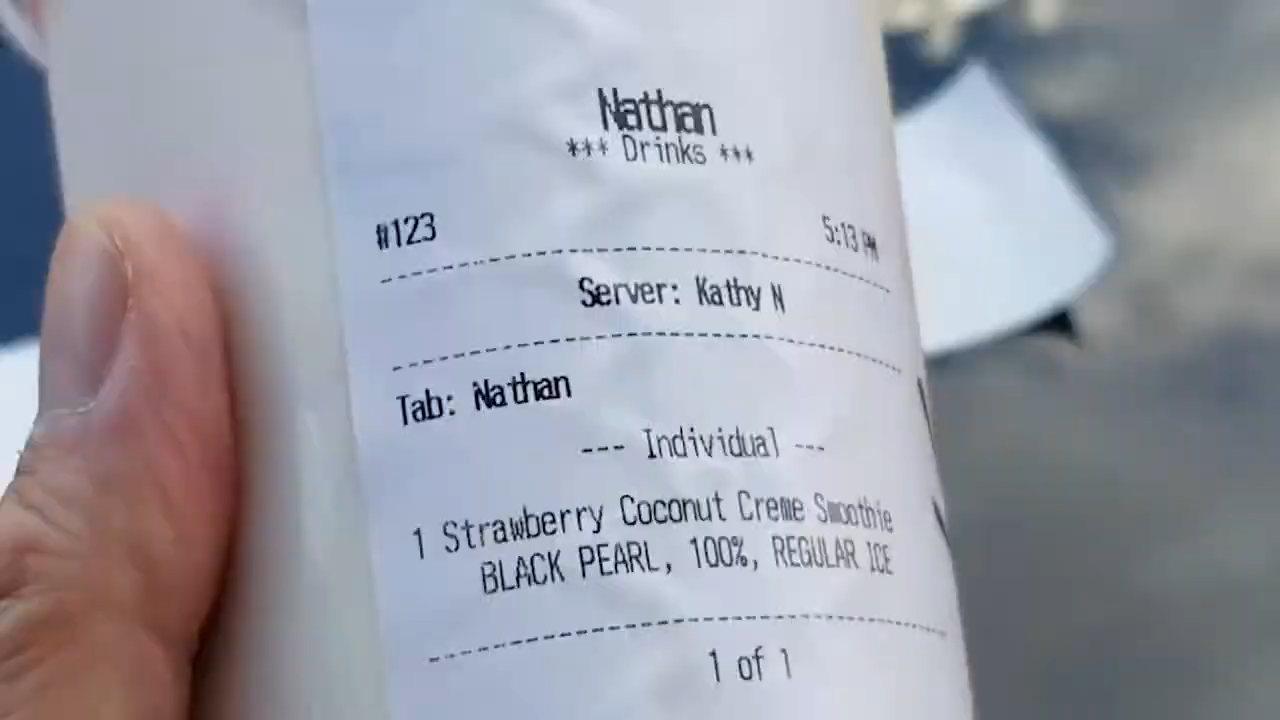 Nathan
*** Drinks ***
#123 5:13 PM
Server: Kathy N
Tab: Nathan
--- Individual ---
1 Strawberry Coconut Creme Smoothie
BLACK PEARL, 100%, REGULAR ICE
1 of 1